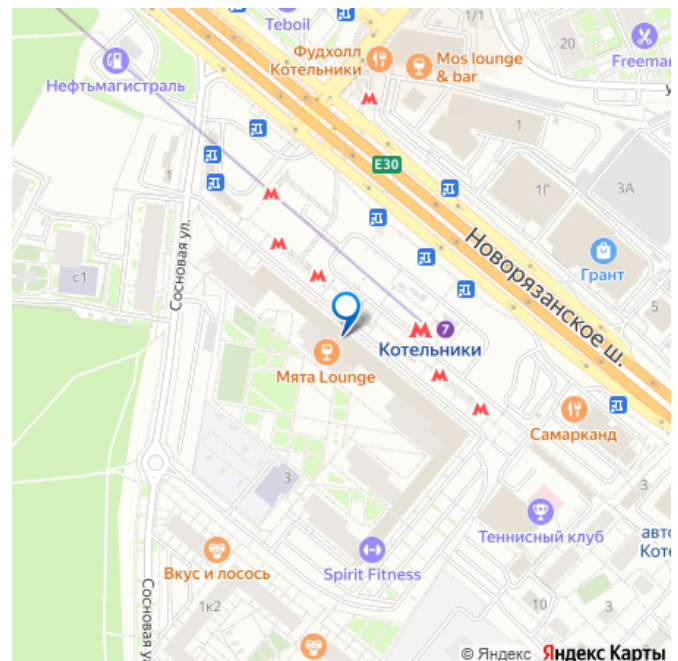 Teboil
1/1
Фудхолл
Котельники
Mos lounge
& bar
20
Freema
Нефтьмагистраль
1
E30
1Г
3А
1
Сосновая ул.
с1
Новорязанское ш.
Грант
5
7
Котельники
Мята Lounge
Самарканд
3
3
Теннисный клуб
авто
Коте
Вкус и лосось
Spirit Fitness
1к2
10
3
Сосновая ул
© Яндекс Яндекс Карты